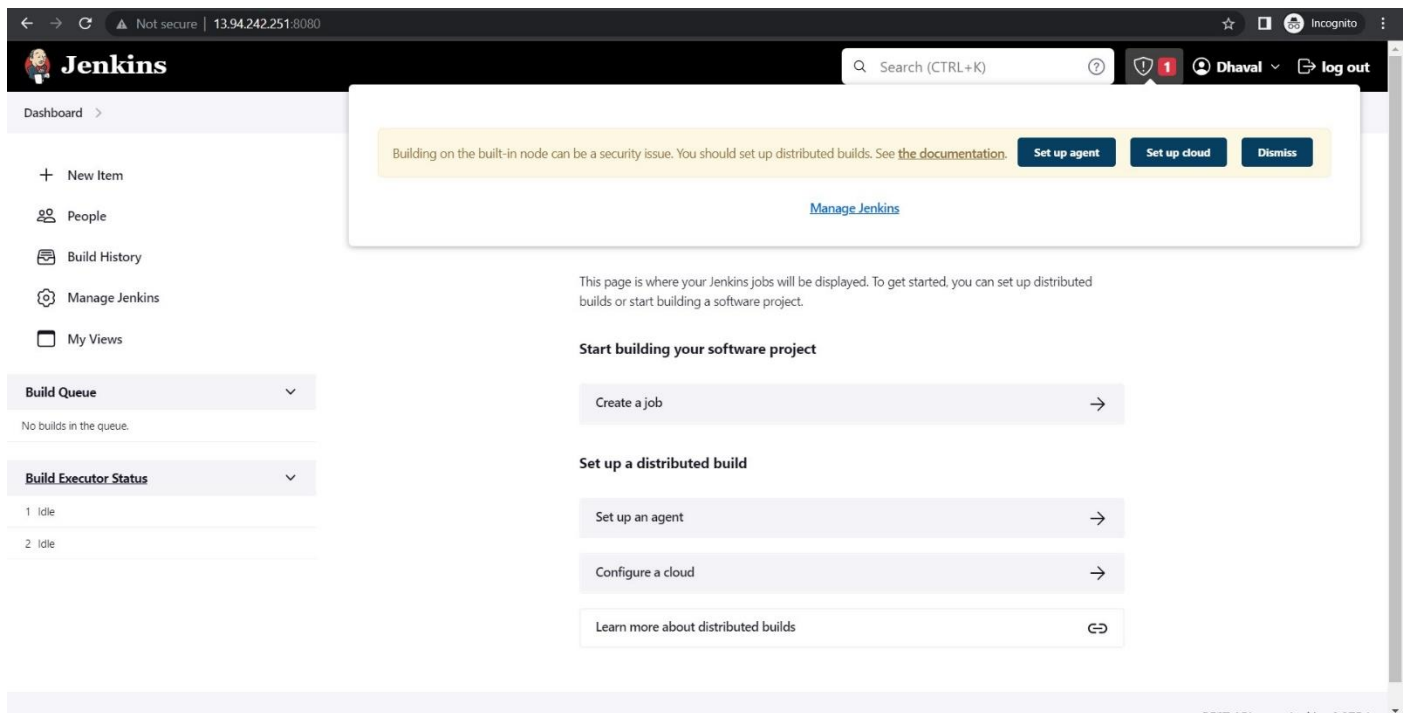 Not secure | 13.94.242.251:8080
Incognito
Jenkins
Search (CTRL+K)
1
Dhaval
log out
Dashboard
Building on the built-in node can be a security issue. You should set up distributed builds. See the documentation.
Set up agent
Set up cloud
Dismiss
Manage Jenkins
New Item
People
Build History
Manage Jenkins
My Views
Build Queue
No builds in the queue.
Build Executor Status
1 Idle
2 Idle
This page is where your Jenkins jobs will be displayed. To get started, you can set up distributed
builds or start building a software project.
Start building your software project
Create a job
Set up a distributed build
Set up an agent
Configure a cloud
Learn more about distributed builds